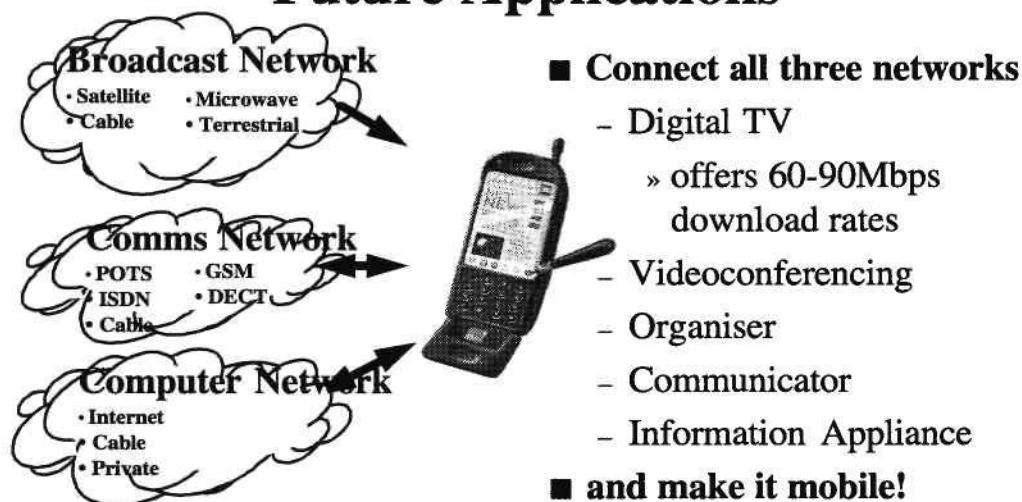 Future Applications
Broadcast Network
• Satellite • Microwave
• Cable • Terrestrial
Comms Network
• POTS • GSM
• ISDN • DECT
• Cable
Computer Network
• Internet
• Cable
• Private
■ Connect all three networks
– Digital TV
» offers 60-90Mbps
download rates
– Videoconferencing
– Organiser
– Communicator
– Information Appliance
■ and make it mobile!